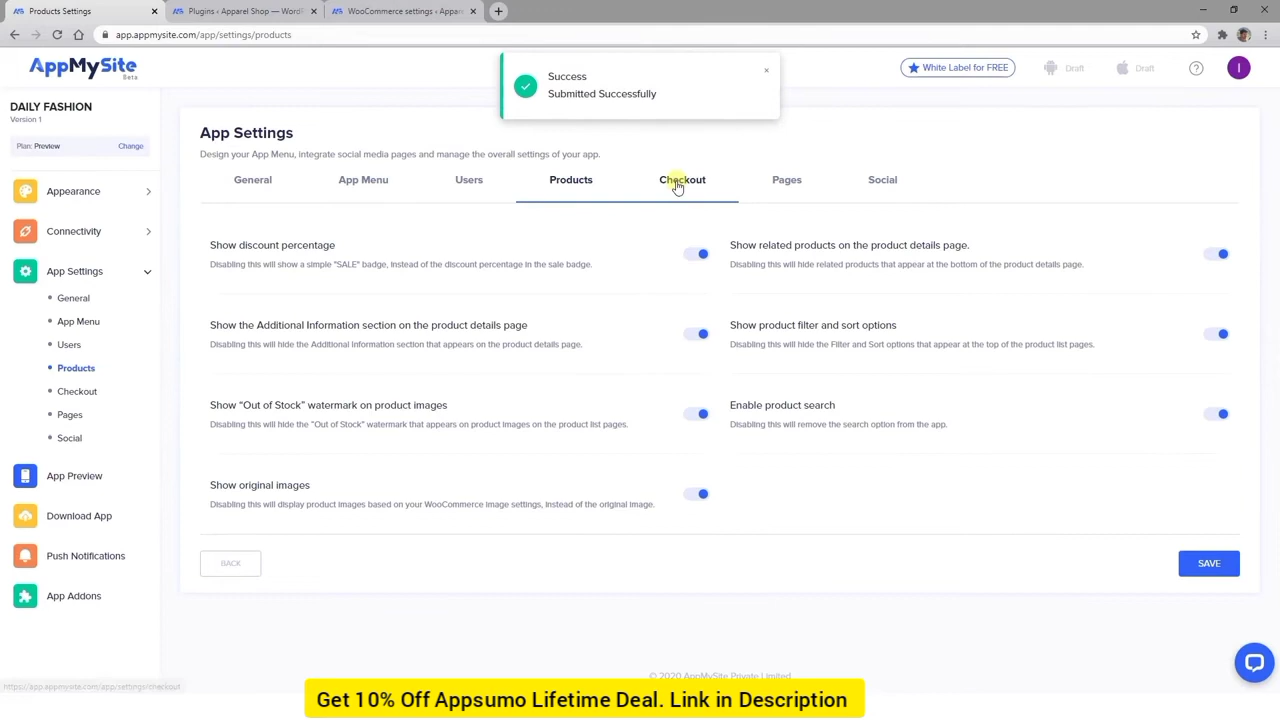 Products Settings
Plugins ‹ Apparel Shop — WordP
WooCommerce settings ‹ Apparel
app.appmysite.com/app/settings/products
AppMySite
Beta
Success
Submitted Successfully
White Label for FREE
Draft
Draft
I
DAILY FASHION
Version 1
Plan: Preview
Change
Appearance
Connectivity
App Settings
General
App Menu
Users
Products
Checkout
Pages
Social
App Preview
Download App
Push Notifications
App Addons
App Settings
Design your App Menu, integrate social media pages and manage the overall settings of your app.
General
App Menu
Users
Products
Checkout
Pages
Social
Show discount percentage
Disabling this will show a simple "SALE" badge, instead of the discount percentage in the sale badge.
Show related products on the product details page.
Disabling this will hide related products that appear at the bottom of the product details page.
Show the Additional Information section on the product details page
Disabling this will hide the Additional Information section that appears on the product details page.
Show product filter and sort options
Disabling this will hide the Filter and Sort options that appear at the top of the product list pages.
Show “Out of Stock” watermark on product images
Disabling this will hide the "Out of Stock" watermark that appears on product images on the product list pages.
Enable product search
Disabling this will remove the search option from the app.
Show original images
Disabling this will display product images based on your WooCommerce image settings, instead of the original image.
BACK
SAVE
© 2020 AppMySite Private Limited
https://app.appmysite.com/app/settings/checkout
Get 10% Off Appsumo Lifetime Deal. Link in Description